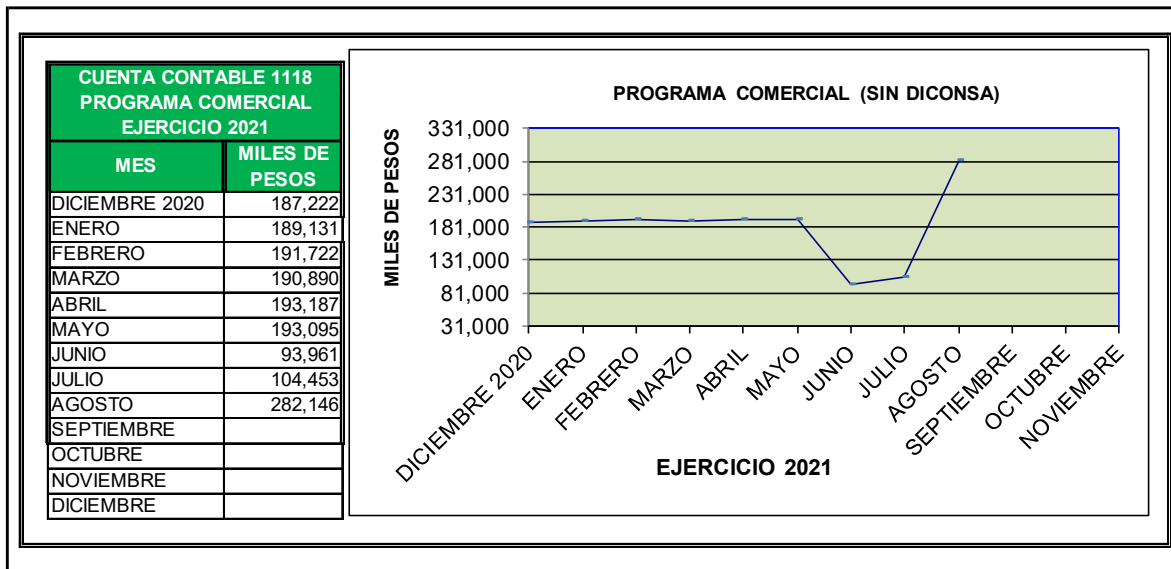 CUENTA CONTABLE 1118
PROGRAMA COMERCIAL
EJERCICIO 2021
MES MILES DE PESOS
DICIEMBRE 2020 187,222
ENERO 189,131
FEBRERO 191,722
MARZO 190,890
ABRIL 193,187
MAYO 193,095
JUNIO 93,961
JULIO 104,453
AGOSTO 282,146
SEPTIEMBRE
OCTUBRE
NOVIEMBRE
DICIEMBRE
PROGRAMA COMERCIAL (SIN DICONSA)
MILES DE PESOS
331,000
281,000
231,000
181,000
131,000
81,000
31,000
DICIEMBRE 2020
ENERO
FEBRERO
MARZO
ABRIL
MAYO
JUNIO
JULIO
AGOSTO
SEPTIEMBRE
OCTUBRE
NOVIEMBRE
EJERCICIO 2021